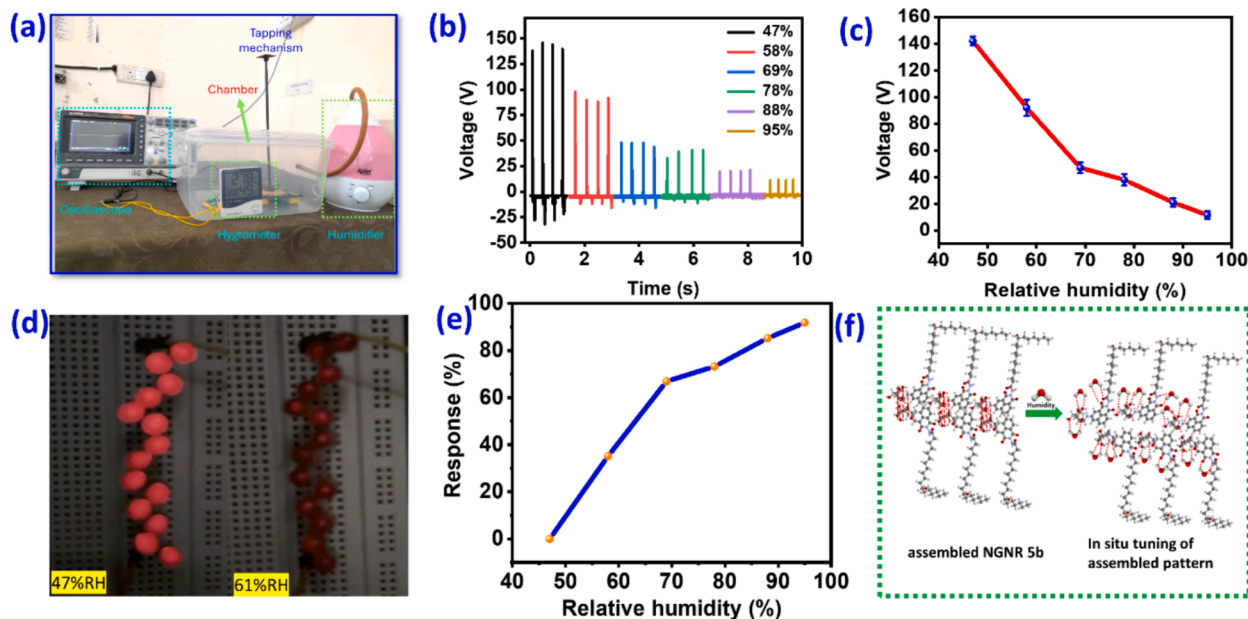 (a)
Tapping
mechanism
Chamber
Oscilloscope
Hygrometer
Humidifier
(b)
Voltage (V)
150
125
100
75
50
25
0
-25
-50
0 2 4 6 8 10
Time (s)
47%
58%
69%
78%
88%
95%
(c)
Voltage (V)
160
140
120
100
80
60
40
20
0
40 50 60 70 80 90 100
Relative humidity (%)
(d)
47%RH
61%RH
(e)
Response (%)
100
80
60
40
20
0
40 50 60 70 80 90 100
Relative humidity (%)
(f)
Humidity
assembled NGNR 5b
In situ tuning of
assembled pattern